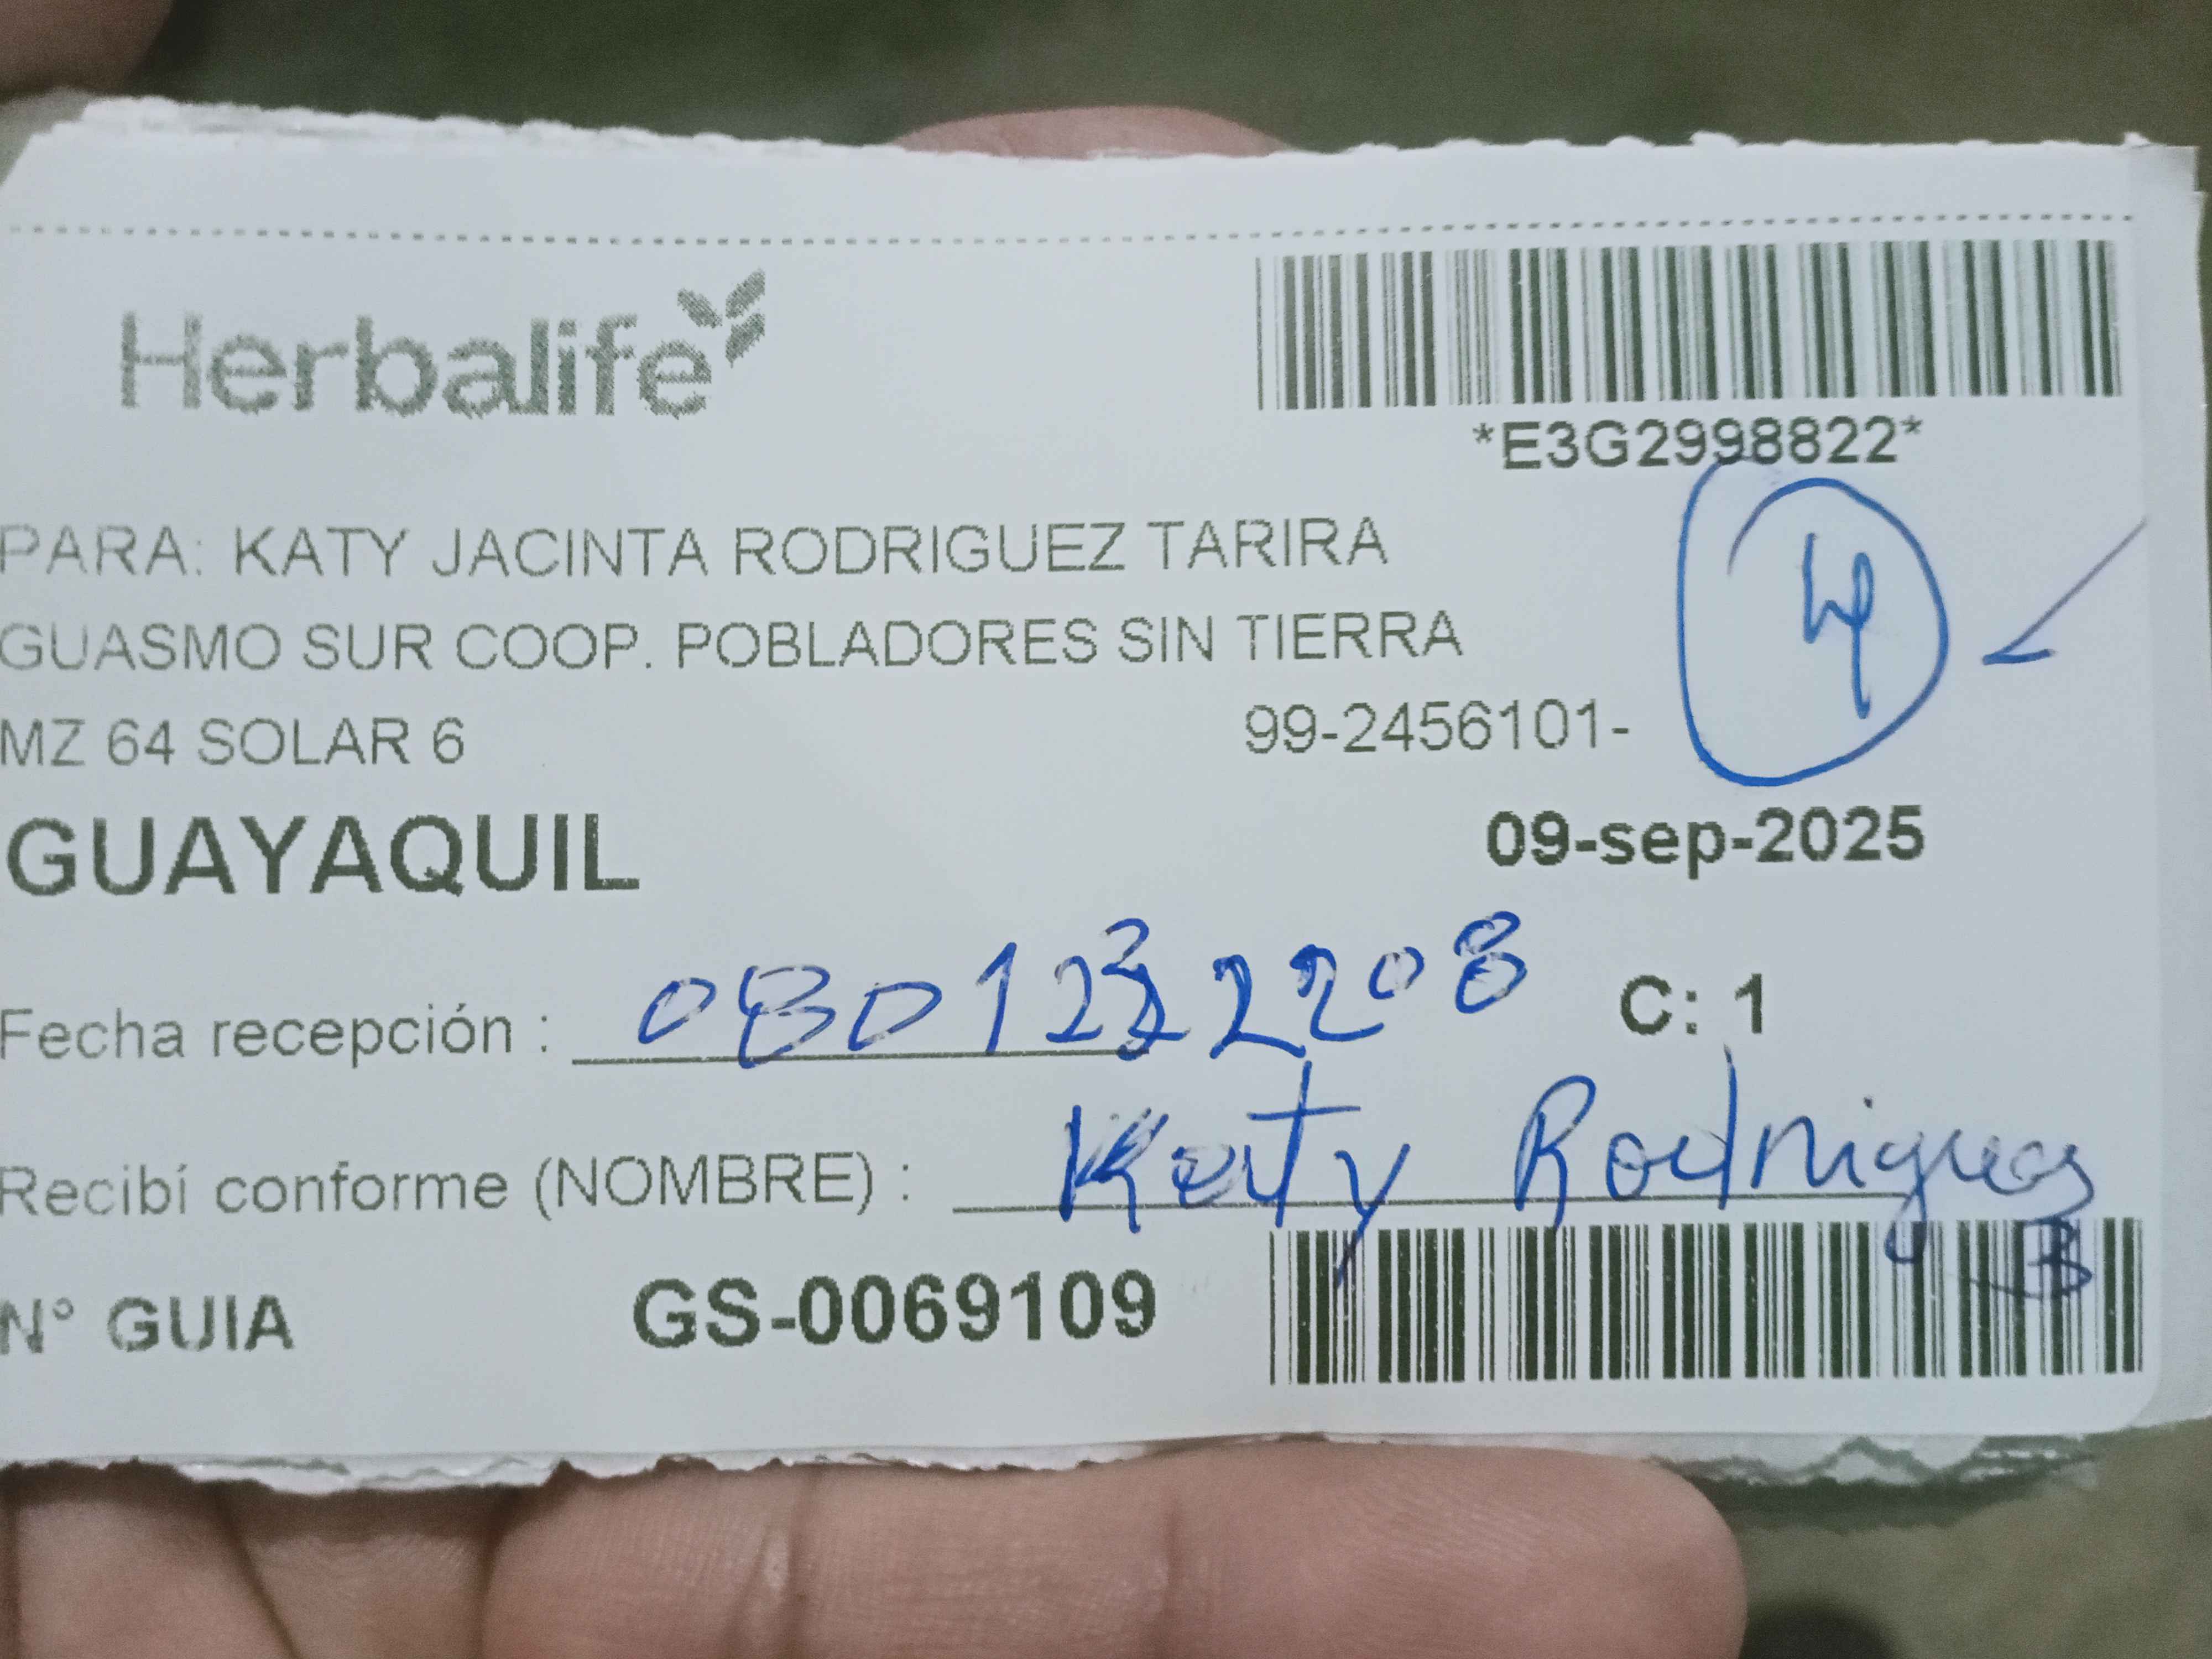 Herbalife
*E3G2998822*
PARA: KATY JACINTA RODRIGUEZ TARIRA
4
GUASMO SUR COOP. POBLADORES SIN TIERRA
MZ 64 SOLAR 6 99-2456101-
GUAYAQUIL 09-sep-2025
Fecha recepción : C: 1
Recibí conforme (NOMBRE) : Katy Rodriguez
N° GUIA GS-0069109